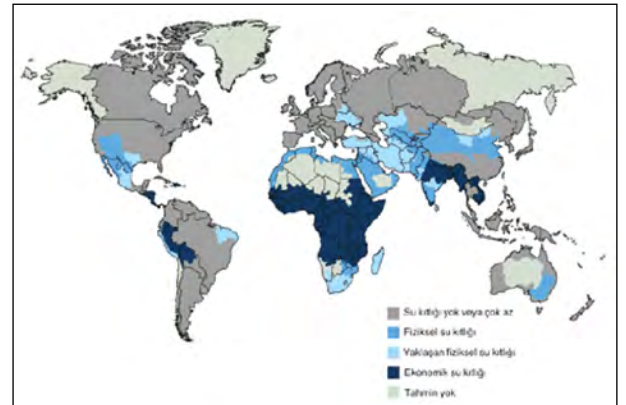 Su kıtlığı yok veya çok az
Fiziksel su kıtlığı
Yaklaşan fiziksel su kıtlığı
Ekonomik su kıtlığı
Tahmin yok